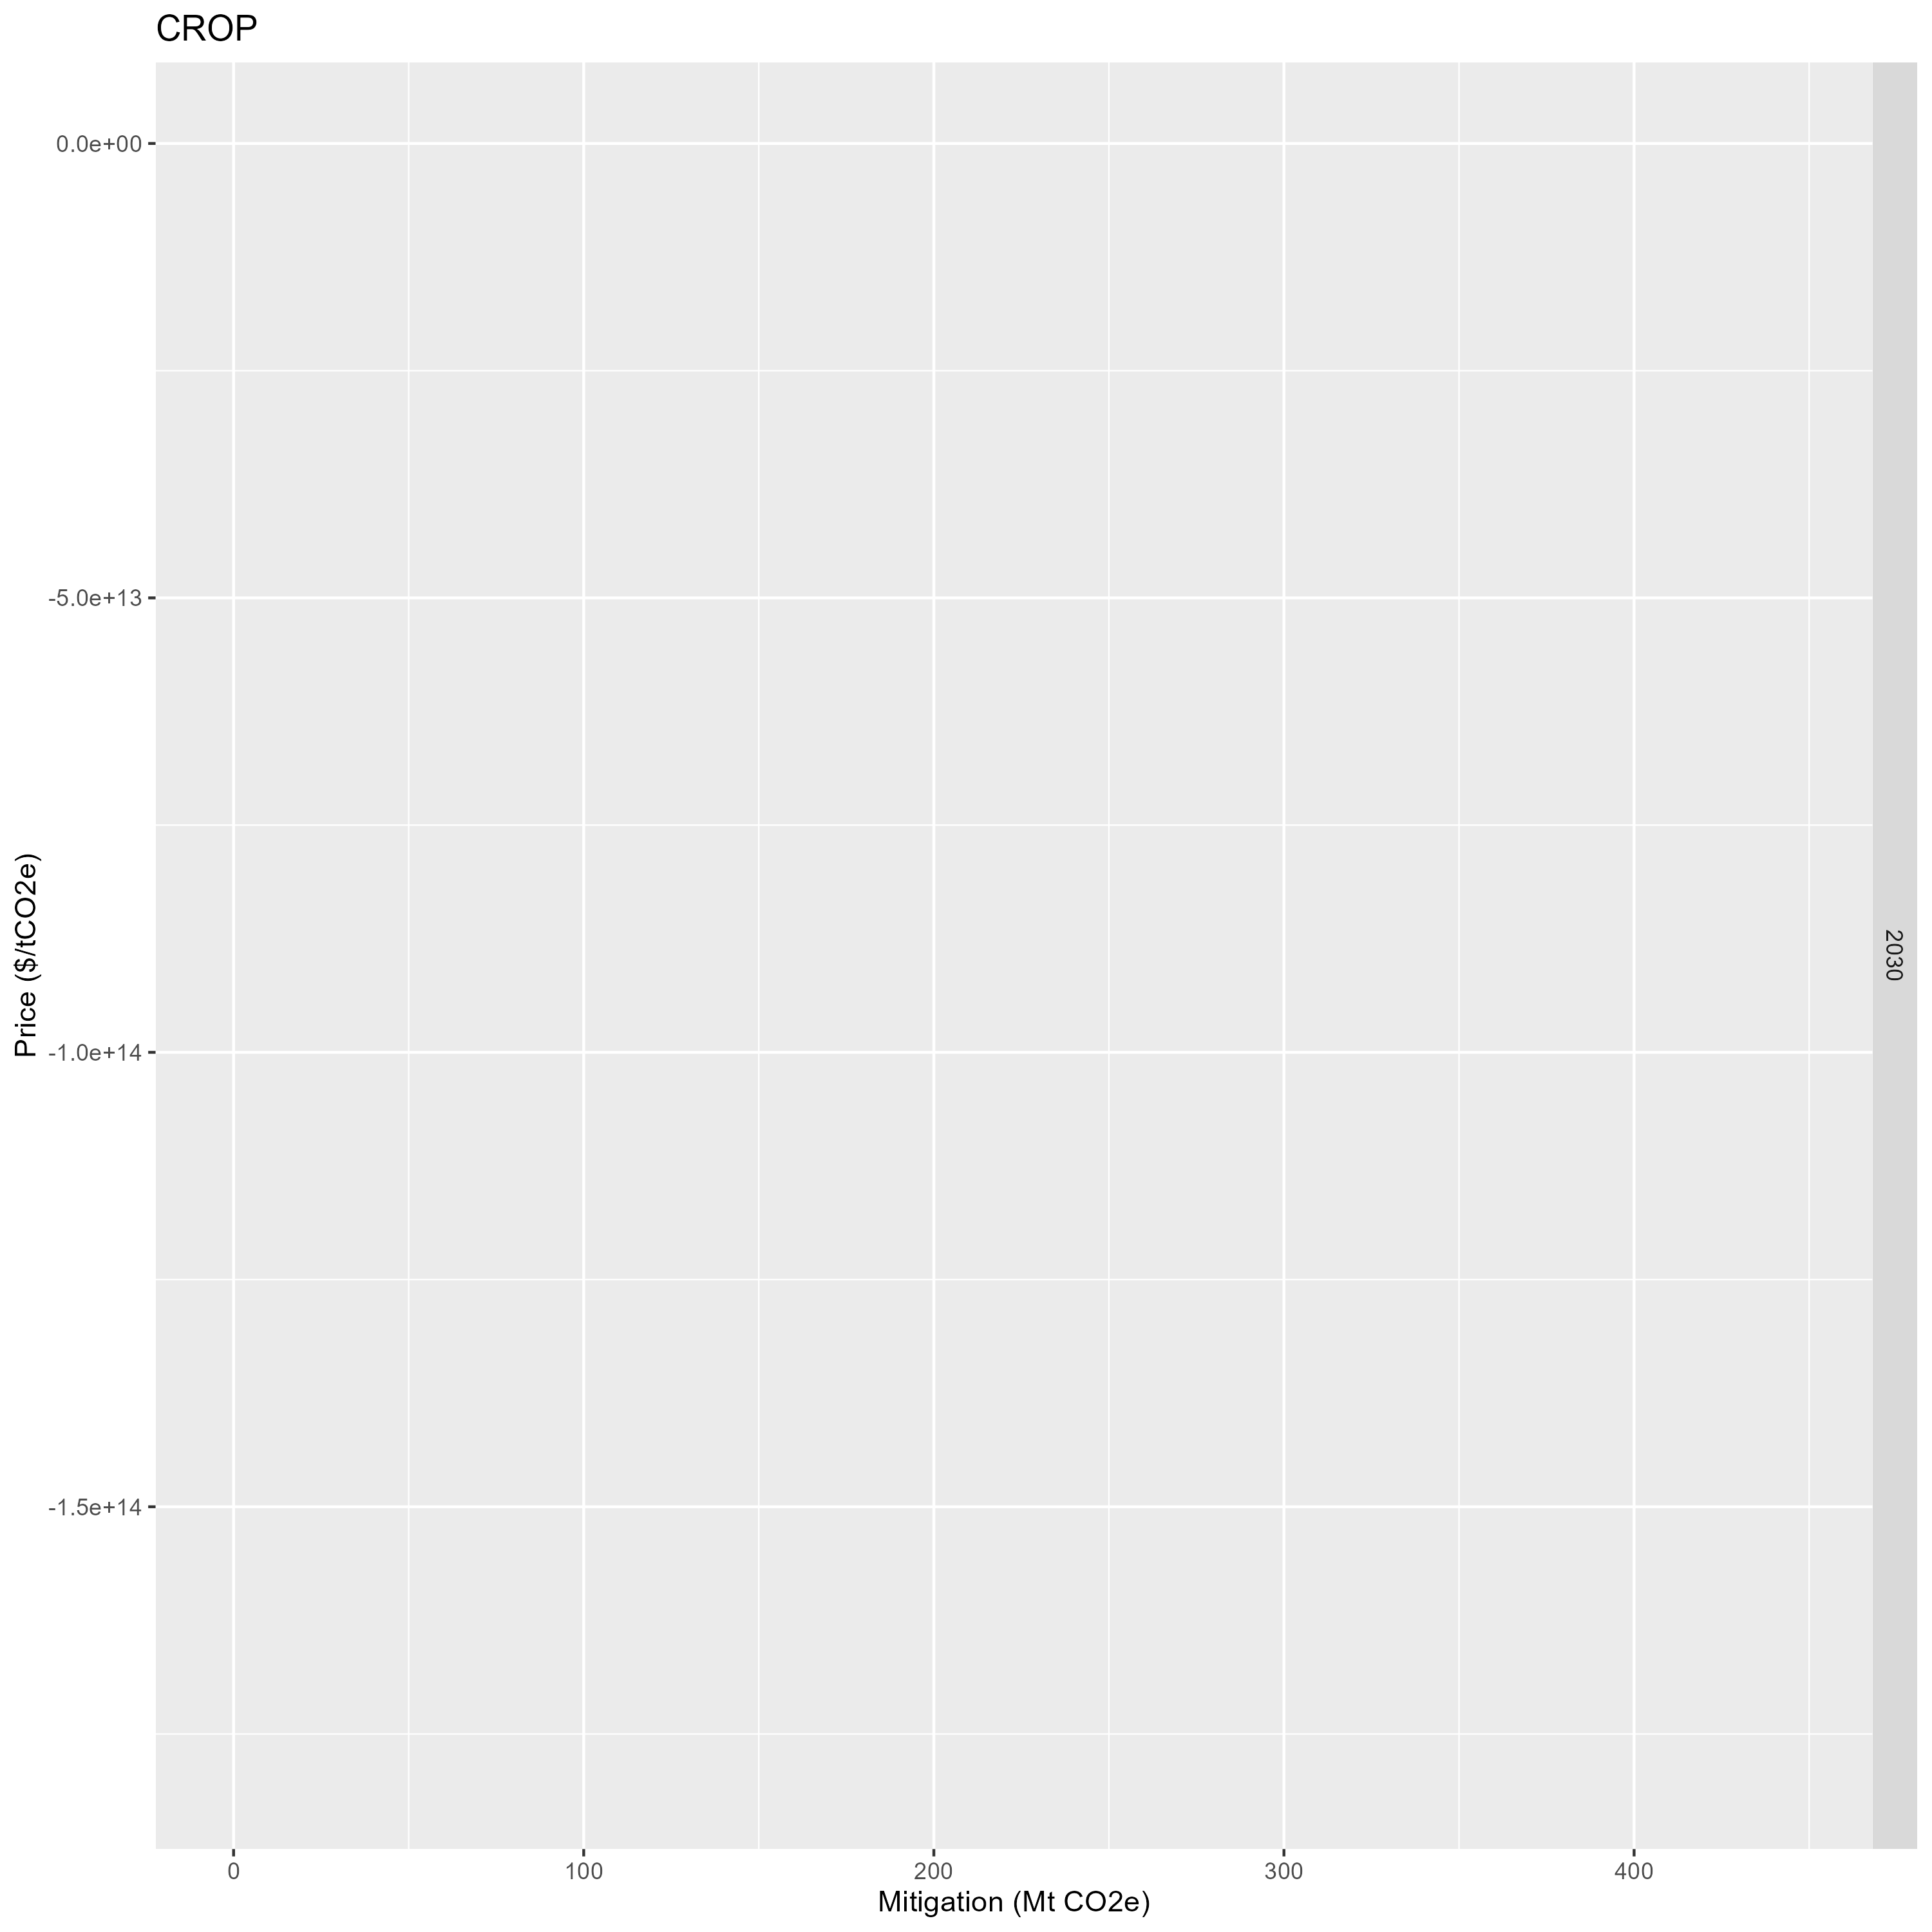 CROP
0.0e+00
-5.0e+13
-1.0e+14
-1.5e+14
Price ($/tCO2e)
2030
0 100 200 300 400
Mitigation (Mt CO2e)